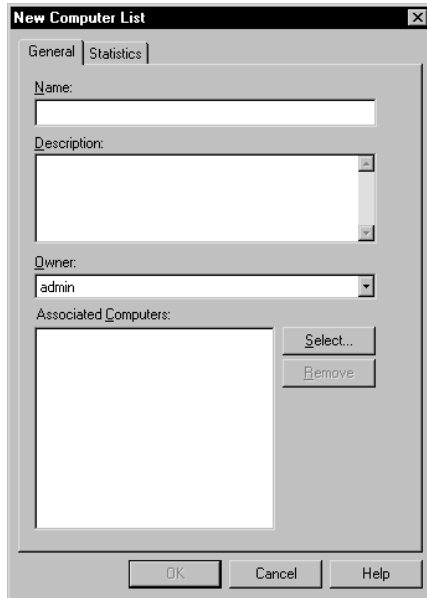 New Computer List
General Statistics
Name:
Description:
Owner:
admin
Associated Computers:
Select...
Remove
OK Cancel Help